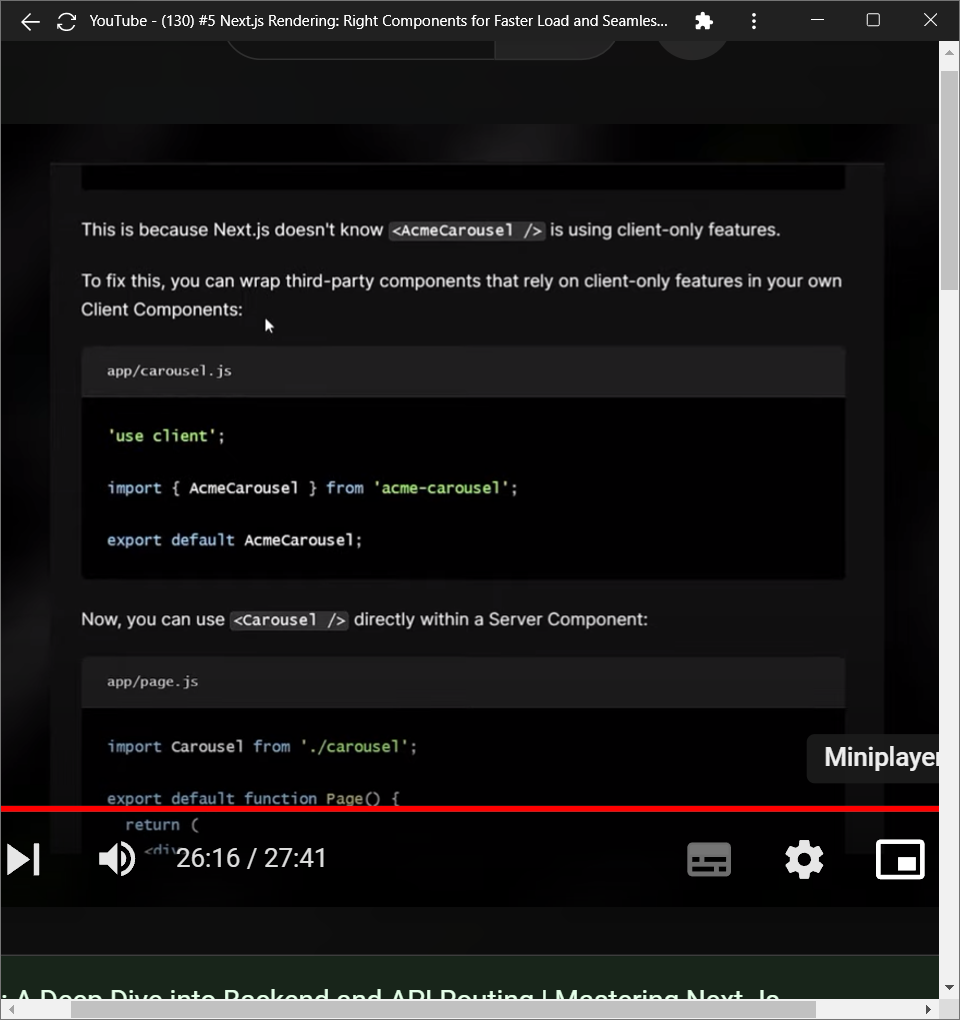 YouTube - (130) #5 Next.js Rendering: Right Components for Faster Load and Seamles...
This is because Next.js doesn't know <AcmeCarousel /> is using client-only features.
To fix this, you can wrap third-party components that rely on client-only features in your own
Client Components:
app/carousel.js
'use client';
import { AcmeCarousel } from 'acme-carousel';
export default AcmeCarousel;
Now, you can use <Carousel /> directly within a Server Component:
app/page.js
import Carousel from './carousel';
Miniplayer
export default function Page() {
return (
<div
26:16 / 27:41
: A Deep Dive into Backend and API Routing | Mastering Next. Js